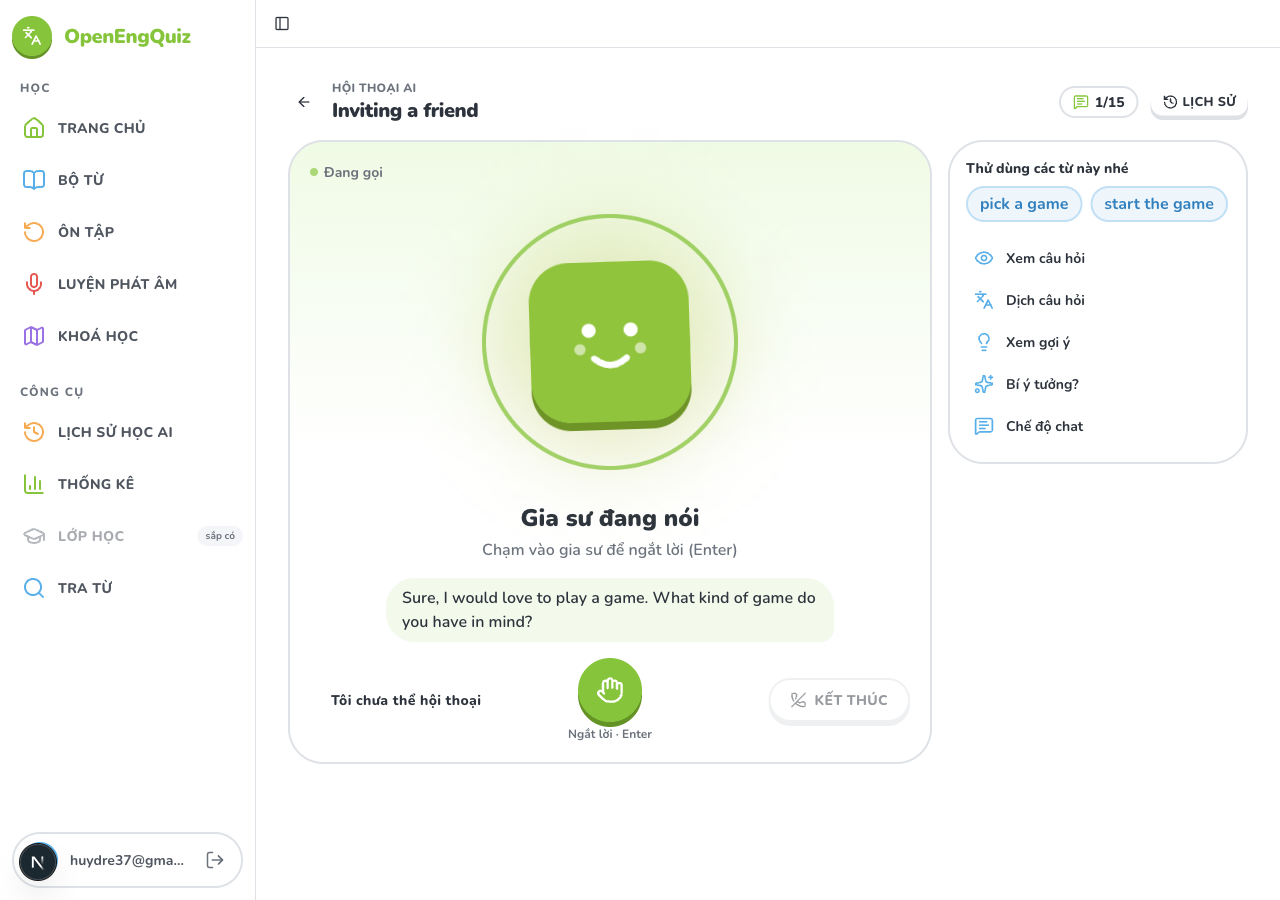 OpenEngQuiz
HỌC
TRANG CHỦ
BỘ TỪ
ÔN TẬP
LUYỆN PHÁT ÂM
KHOÁ HỌC
CÔNG CỤ
LỊCH SỬ HỌC AI
THỐNG KÊ
LỚP HỌC
sắp có
TRA TỪ
N
huydre37@gma...
HỘI THOẠI AI
Inviting a friend
1/15
LỊCH SỬ
Đang gọi
Gia sư đang nói
Chạm vào gia sư để ngắt lời (Enter)
Sure, I would love to play a game. What kind of game do
you have in mind?
Tôi chưa thể hội thoại
Ngắt lời · Enter
KẾT THÚC
Thử dùng các từ này nhé
pick a game
start the game
Xem câu hỏi
Dịch câu hỏi
Xem gợi ý
Bí ý tưởng?
Chế độ chat